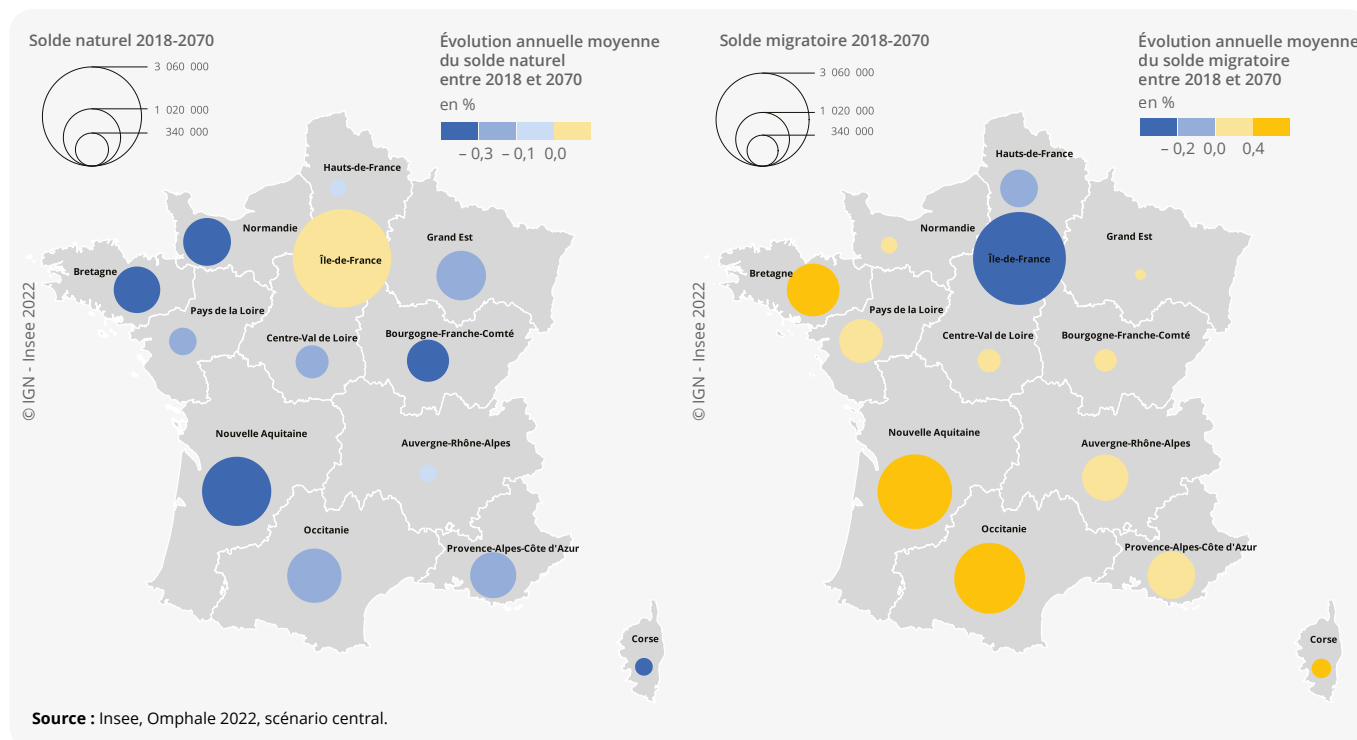 Solde naturel 2018-2070
3 060 000
1 020 000
340 000
Évolution annuelle moyenne
du solde naturel
entre 2018 et 2070
en %
– 0,3 – 0,1 0,0
Hauts-de-France
Normandie
Île-de-France
Grand Est
Bretagne
Pays de la Loire
Centre-Val de Loire
Bourgogne-Franche-Comté
Nouvelle Aquitaine
Auvergne-Rhône-Alpes
Occitanie
Provence-Alpes-Côte d'Azur
Corse
© IGN - Insee 2022
Solde migratoire 2018-2070
3 060 000
1 020 000
340 000
Évolution annuelle moyenne
du solde migratoire
entre 2018 et 2070
en %
– 0,2 0,0 0,4
Hauts-de-France
Normandie
Île-de-France
Grand Est
Bretagne
Pays de la Loire
Centre-Val de Loire
Bourgogne-Franche-Comté
Nouvelle Aquitaine
Auvergne-Rhône-Alpes
Occitanie
Provence-Alpes-Côte d'Azur
Corse
© IGN - Insee 2022
Source : Insee, Omphale 2022, scénario central.